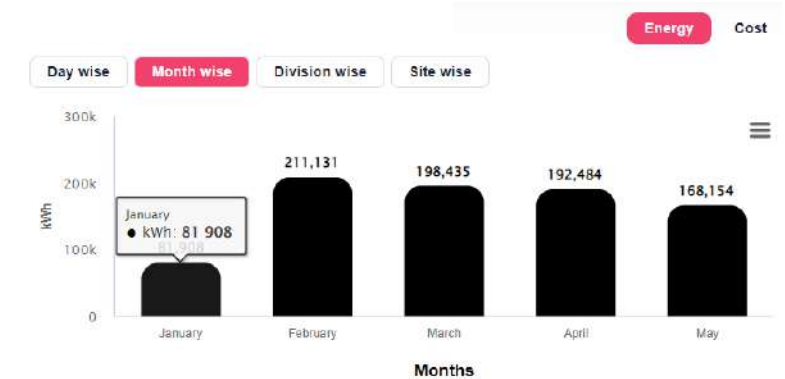 Energy Cost
Day wise Month wise Division wise Site wise
300k
211,131
198,435
192,484
200k
168,154
kWh
January
● kWh: 81 908
81,908
100k
0
January February March April May
Months